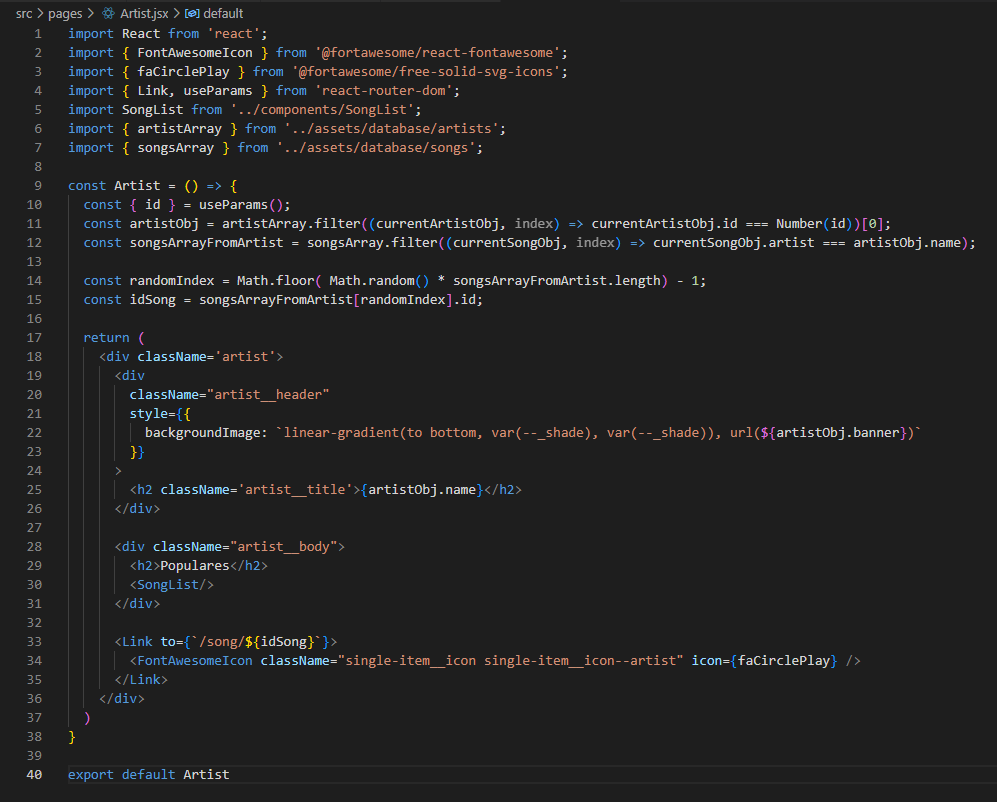 src > pages > Artist.jsx > default
1 import React from 'react';
2 import { FontAwesomeIcon } from '@fortawesome/react-fontawesome';
3 import { faCirclePlay } from '@fortawesome/free-solid-svg-icons';
4 import { Link, useParams } from 'react-router-dom';
5 import SongList from '../components/SongList';
6 import { artistArray } from '../assets/database/artists';
7 import { songsArray } from '../assets/database/songs';
8
9 const Artist = () => {
10   const { id } = useParams();
11   const artistObj = artistArray.filter((currentArtistObj, index) => currentArtistObj.id === Number(id))[0];
12   const songsArrayFromArtist = songsArray.filter((currentSongObj, index) => currentSongObj.artist === artistObj.name);
13
14   const randomIndex = Math.floor( Math.random() * songsArrayFromArtist.length) - 1;
15   const idSong = songsArrayFromArtist[randomIndex].id;
16
17   return (
18     <div className='artist'>
19       <div
20         className="artist__header"
21         style={{
22           backgroundImage: `linear-gradient(to bottom, var(--_shade), var(--_shade)), url(${artistObj.banner})`
23         }}
24       >
25         <h2 className='artist__title'>{artistObj.name}</h2>
26       </div>
27
28       <div className="artist__body">
29         <h2>Populares</h2>
30         <SongList/>
31       </div>
32
33       <Link to={`/song/${idSong}`}>
34         <FontAwesomeIcon className="single-item__icon single-item__icon--artist" icon={faCirclePlay} />
35       </Link>
36     </div>
37   )
38 }
39
40 export default Artist